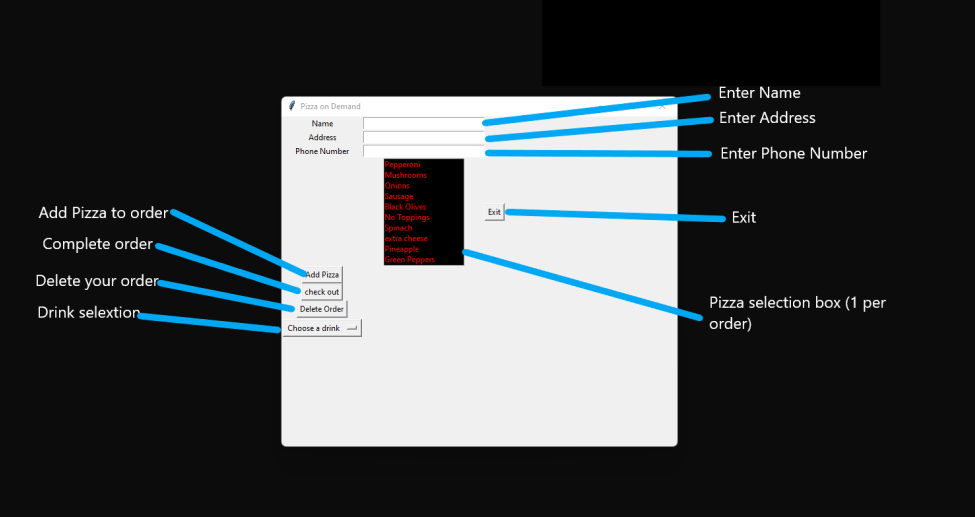 Enter Name
Pizza on Demand
Enter Address
Name
Address
Enter Phone Number
Phone Number
Pepperoni
Mushrooms
Onions
Sausage
Black Olives
No Toppings
Spinach
extra cheese
Pineapple
Green Peppers
Exit
Exit
Add Pizza to order
Complete order
Delete your order
Drink selextion
Add Pizza
check out
Delete Order
Choose a drink
Pizza selection box (1 per
order)